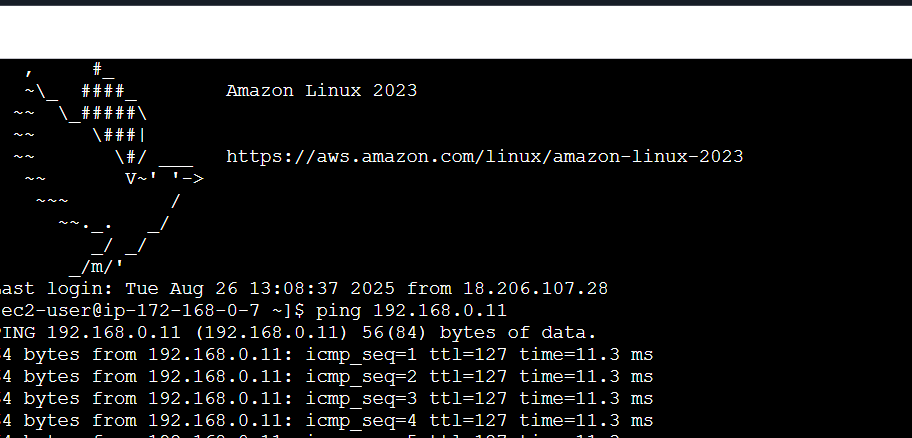 ,     #_
   ~\_  ####_        Amazon Linux 2023
  ~~  \_#####\
  ~~     \###|
  ~~       \#/ ___   https://aws.amazon.com/linux/amazon-linux-2023
   ~~       V~' '->
    ~~~         /
      ~~._.   _/
         _/ _/
       _/m/'
ast login: Tue Aug 26 13:08:37 2025 from 18.206.107.28
ec2-user@ip-172-168-0-7 ~]$ ping 192.168.0.11
PING 192.168.0.11 (192.168.0.11) 56(84) bytes of data.
4 bytes from 192.168.0.11: icmp_seq=1 ttl=127 time=11.3 ms
4 bytes from 192.168.0.11: icmp_seq=2 ttl=127 time=11.3 ms
4 bytes from 192.168.0.11: icmp_seq=3 ttl=127 time=11.3 ms
4 bytes from 192.168.0.11: icmp_seq=4 ttl=127 time=11.3 ms